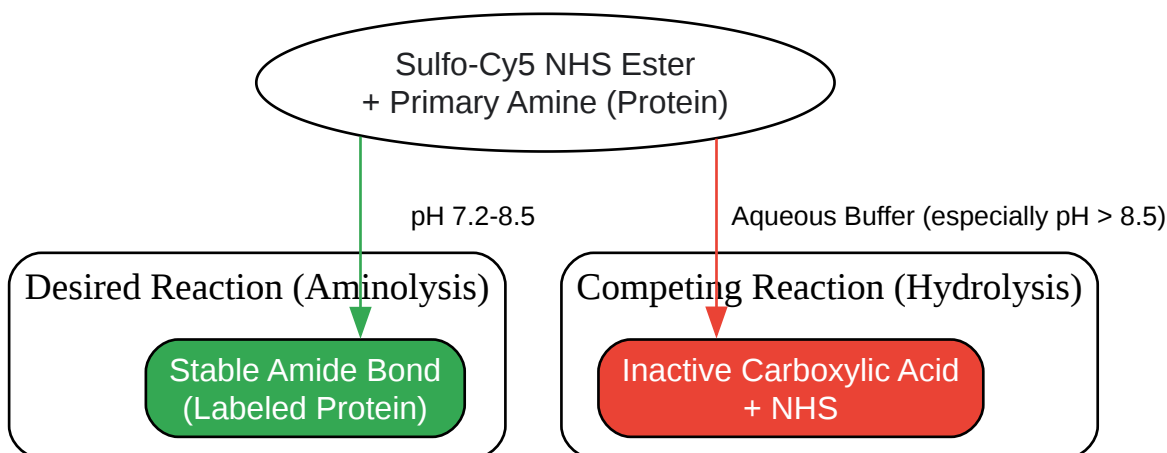 Sulfo-Cy5 NHS Ester
+ Primary Amine (Protein)
pH 7.2-8.5
Aqueous Buffer (especially pH > 8.5)
Desired Reaction (Aminolysis)
Competing Reaction (Hydrolysis)
Stable Amide Bond
(Labeled Protein)
Inactive Carboxylic Acid
+ NHS